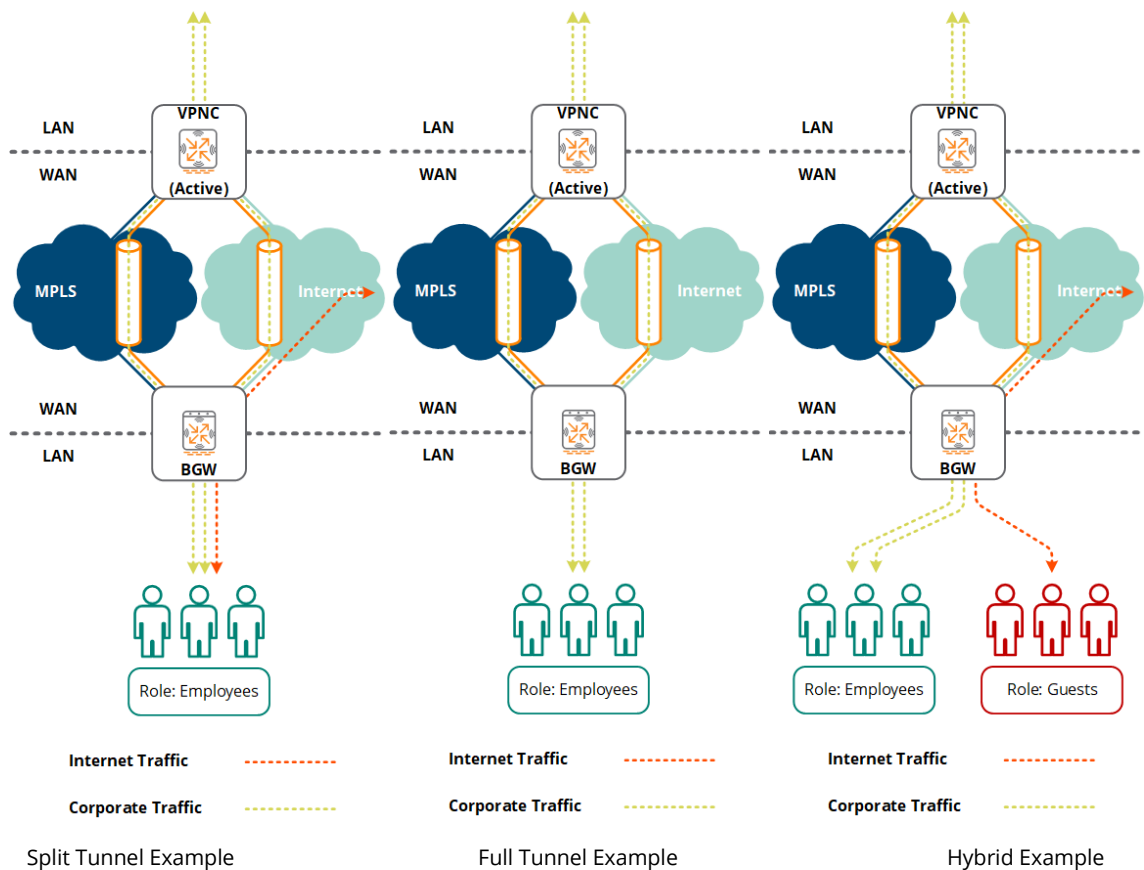 VPNC
LAN
WAN
(Active)
MPLS
Internet
WAN
LAN
BGW
Role: Employees
Internet Traffic
Corporate Traffic
Split Tunnel Example
VPNC
LAN
WAN
(Active)
MPLS
Internet
WAN
LAN
BGW
Role: Employees
Internet Traffic
Corporate Traffic
Full Tunnel Example
VPNC
LAN
WAN
(Active)
MPLS
Internet
WAN
LAN
BGW
Role: Employees
Role: Guests
Internet Traffic
Corporate Traffic
Hybrid Example